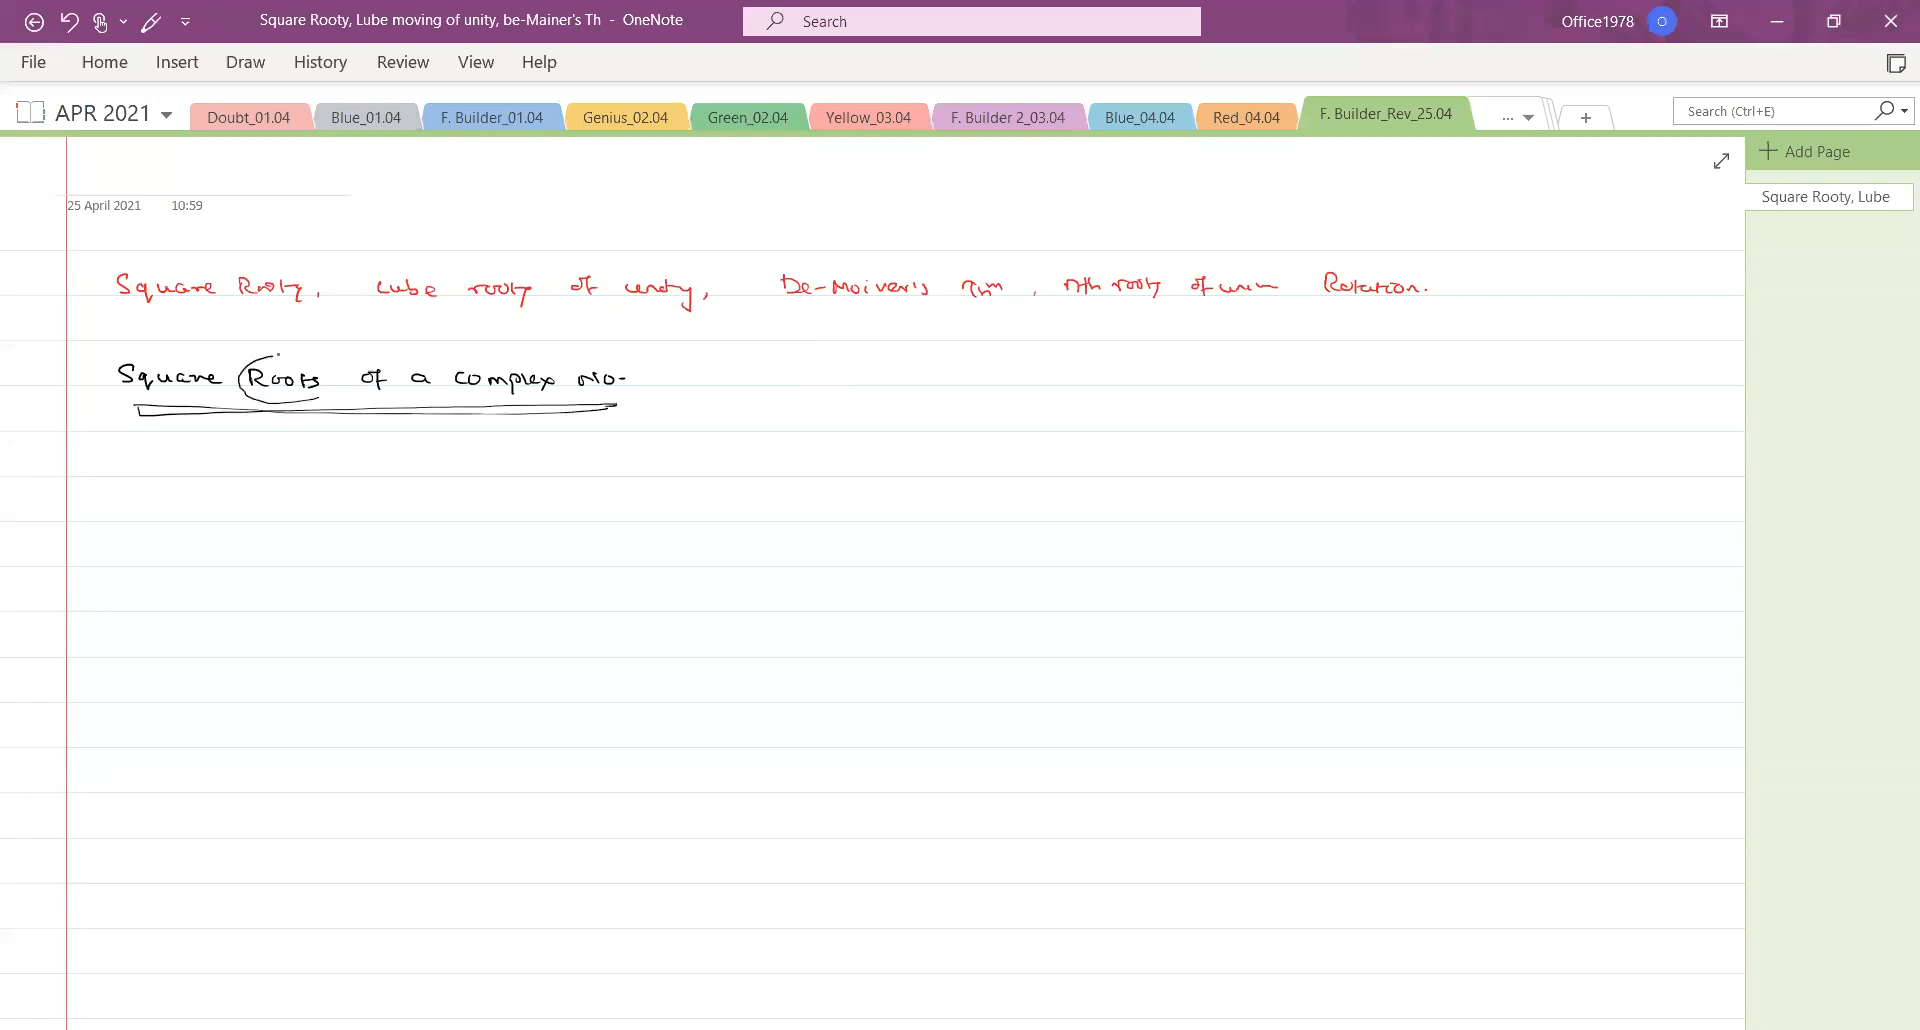 Square Rooty, Lube moving of unity, be-Mainer's Th - OneNote
Search
Office1978
O
File Home Insert Draw History Review View Help
APR 2021
Doubt_01.04
Blue_01.04
F. Builder_01.04
Genius_02.04
Green_02.04
Yellow_03.04
F. Builder 2_03.04
Blue_04.04
Red_04.04
F. Builder_Rev_25.04
...
Search (Ctrl+E)
Add Page
Square Rooty, Lube
25 April 2021 10:59
Square Roots, cube roots of unity, De-Moiver's Thm, nth roots of Rotation.
Square Roots of a complex no-